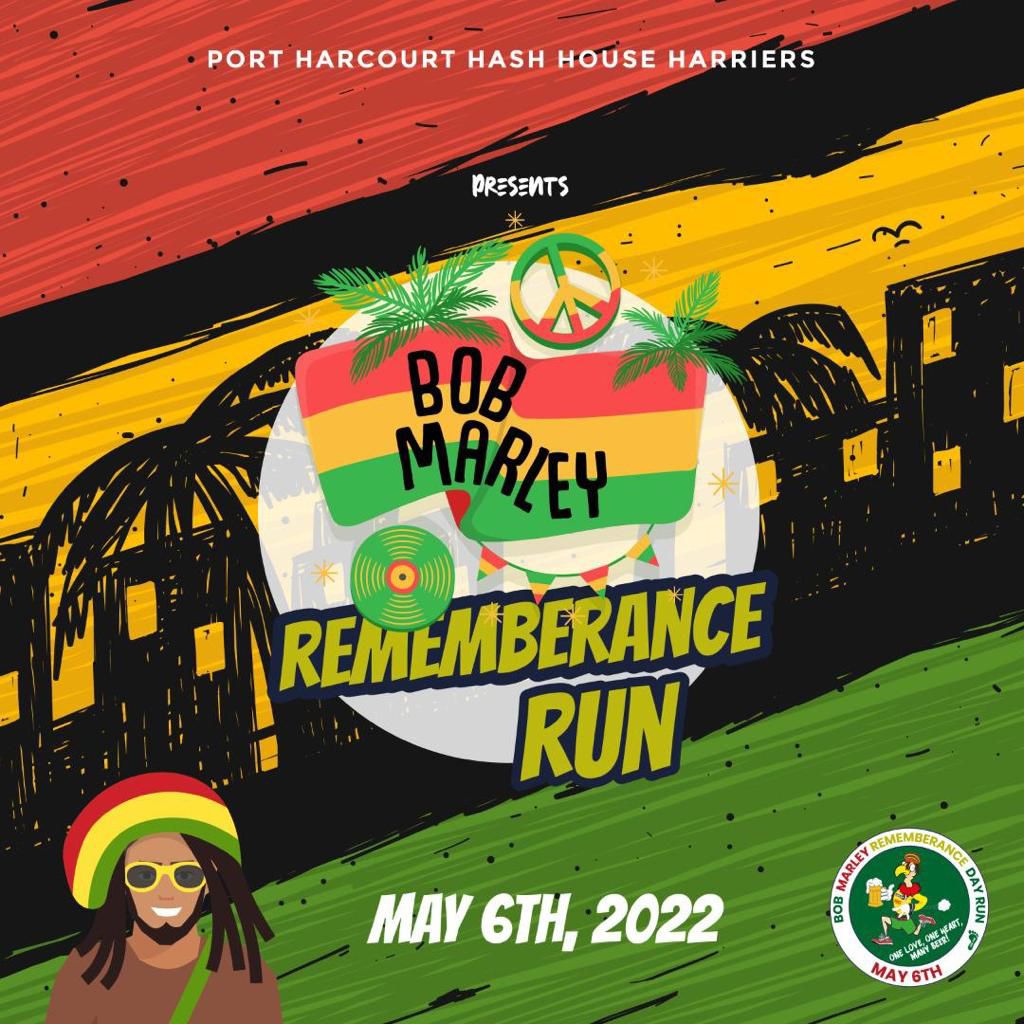 PORT HARCOURT HASH HOUSE HARRIERS
PRESENTS
BOB
MARLEY
REMEMBERANCE
RUN
MAY 6TH, 2022
BOB MARLEY REMEMBERANCE DAY RUN
ONE LOVE, ONE HEART,
MANY BEER!
MAY 6TH